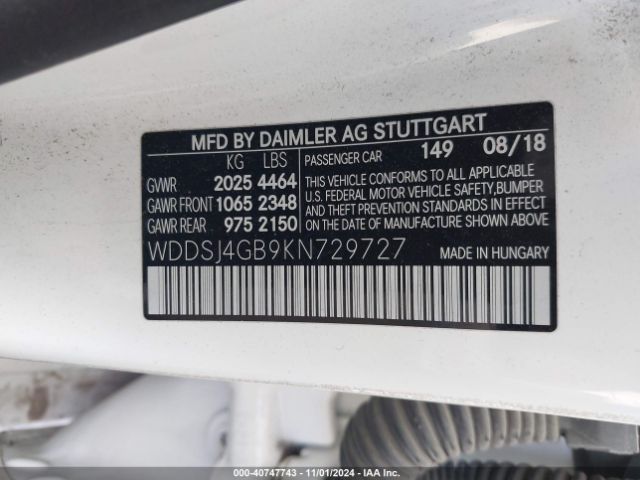 MFD BY DAIMLER AG STUTTGART
KG LBS PASSENGER CAR 149 08/18
GVWR 2025 4464
GAWR FRONT 1065 2348
GAWR REAR 975 2150
THIS VEHICLE CONFORMS TO ALL APPLICABLE
U.S. FEDERAL MOTOR VEHICLE SAFETY, BUMPER
AND THEFT PREVENTION STANDARDS IN EFFECT
ON THE DATE OF MANUFACTURE SHOWN ABOVE.
WDDSJ4GB9KN729727 MADE IN HUNGARY
000-40747743 - 11/01/2024 - IAA Inc.